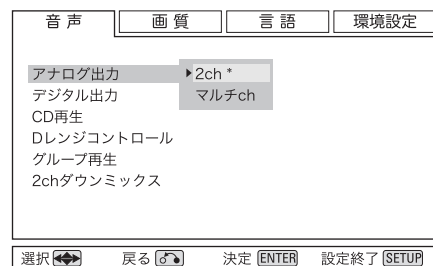 音声 画質 言語 環境設定
アナログ出力 2ch *
デジタル出力 マルチch
CD再生
Dレンジコントロール
グループ再生
2chダウンミックス
選択 戻る 決定 ENTER 設定終了 SETUP